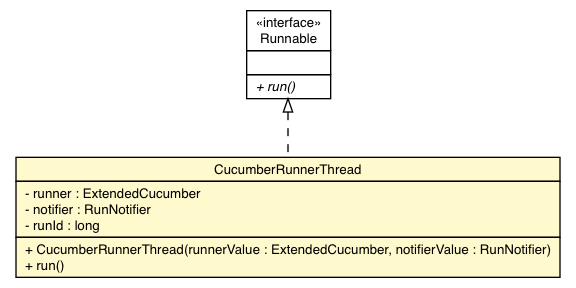 «interface»
Runnable
+ run()
CucumberRunnerThread
- runner : ExtendedCucumber
- notifier : RunNotifier
- runId : long
+ CucumberRunnerThread(runnerValue : ExtendedCucumber, notifierValue : RunNotifier)
+ run()